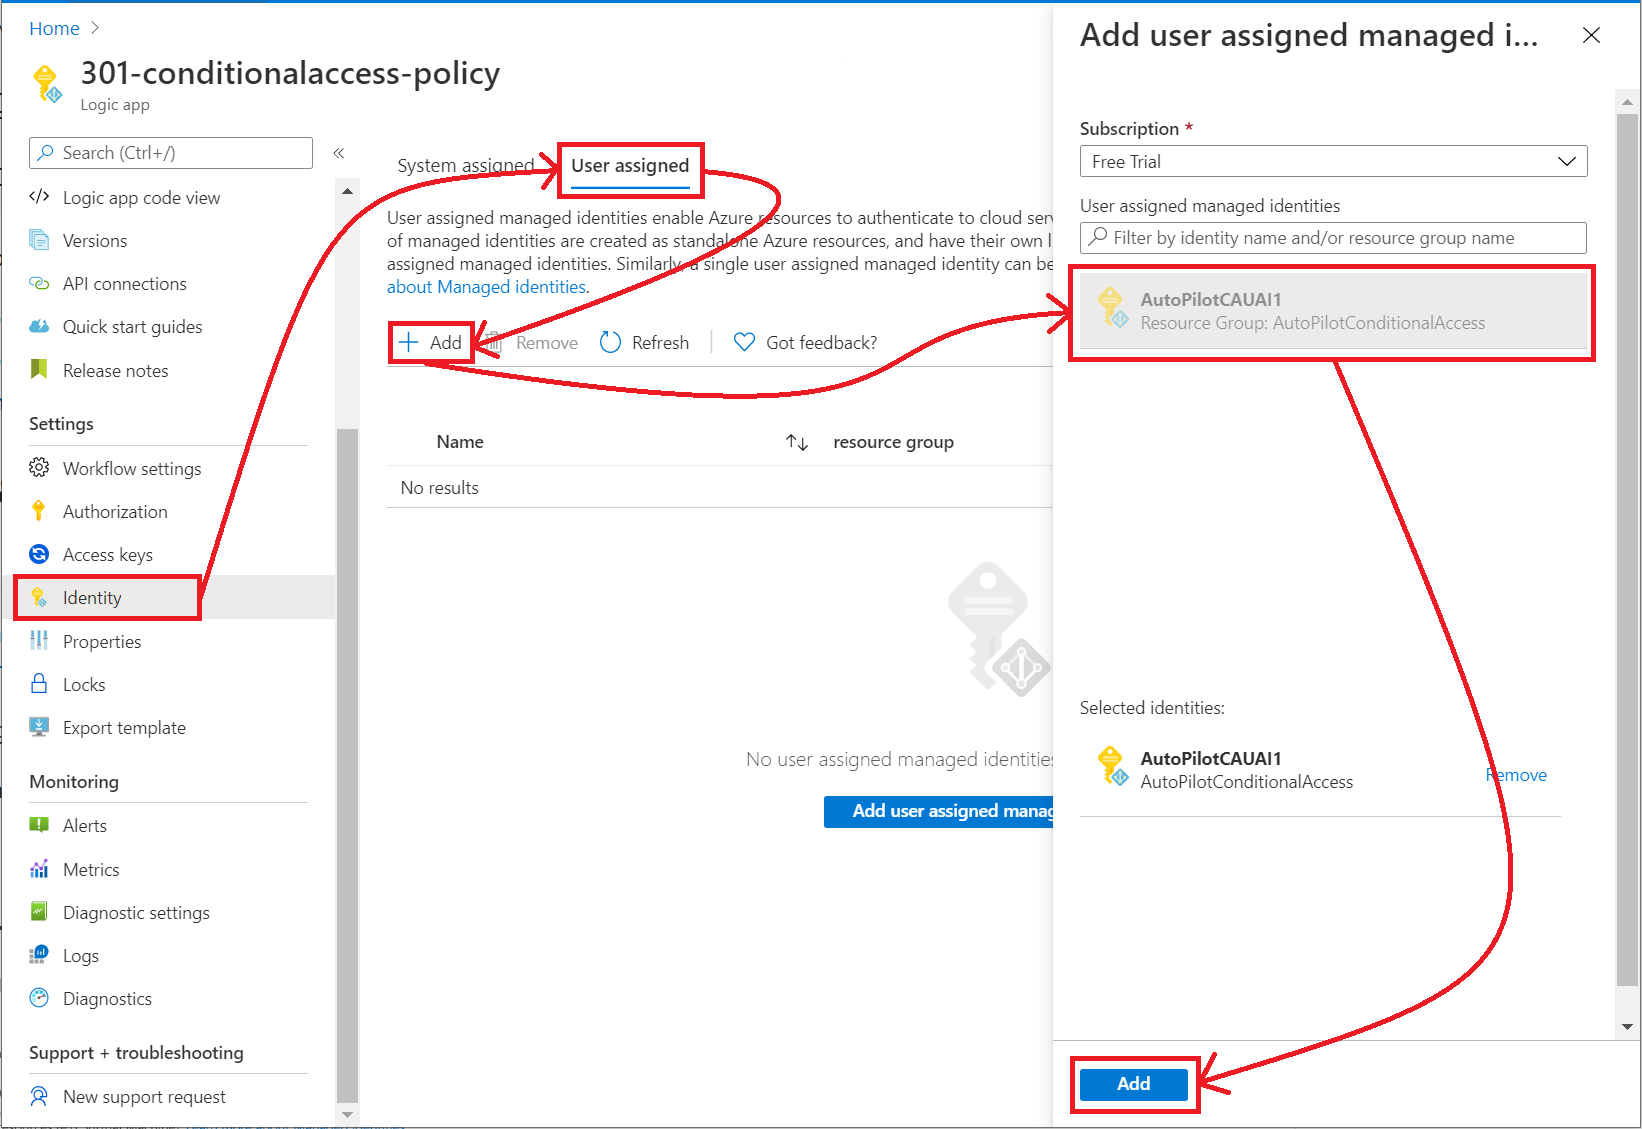 Home
301-conditionalaccess-policy
Logic app
Search (Ctrl+/)
«
Logic app code view
Versions
API connections
Quick start guides
Release notes
Settings
Workflow settings
Authorization
Access keys
Identity
Properties
Locks
Export template
Monitoring
Alerts
Metrics
Diagnostic settings
Logs
Diagnostics
Support + troubleshooting
New support request
System assigned
User assigned
User assigned managed identities enable Azure resources to authenticate to cloud serv
of managed identities are created as standalone Azure resources, and have their own l
assigned managed identities. Similarly, a single user assigned managed identity can be
about Managed identities.
Add
Remove
Refresh
Got feedback?
Name
resource group
No results
No user assigned managed identities
Add user assigned manag
Add user assigned managed i...
Subscription *
Free Trial
User assigned managed identities
Filter by identity name and/or resource group name
AutoPilotCAUAI1
Resource Group: AutoPilotConditionalAccess
Selected identities:
AutoPilotCAUAI1
AutoPilotConditionalAccess
Remove
Add